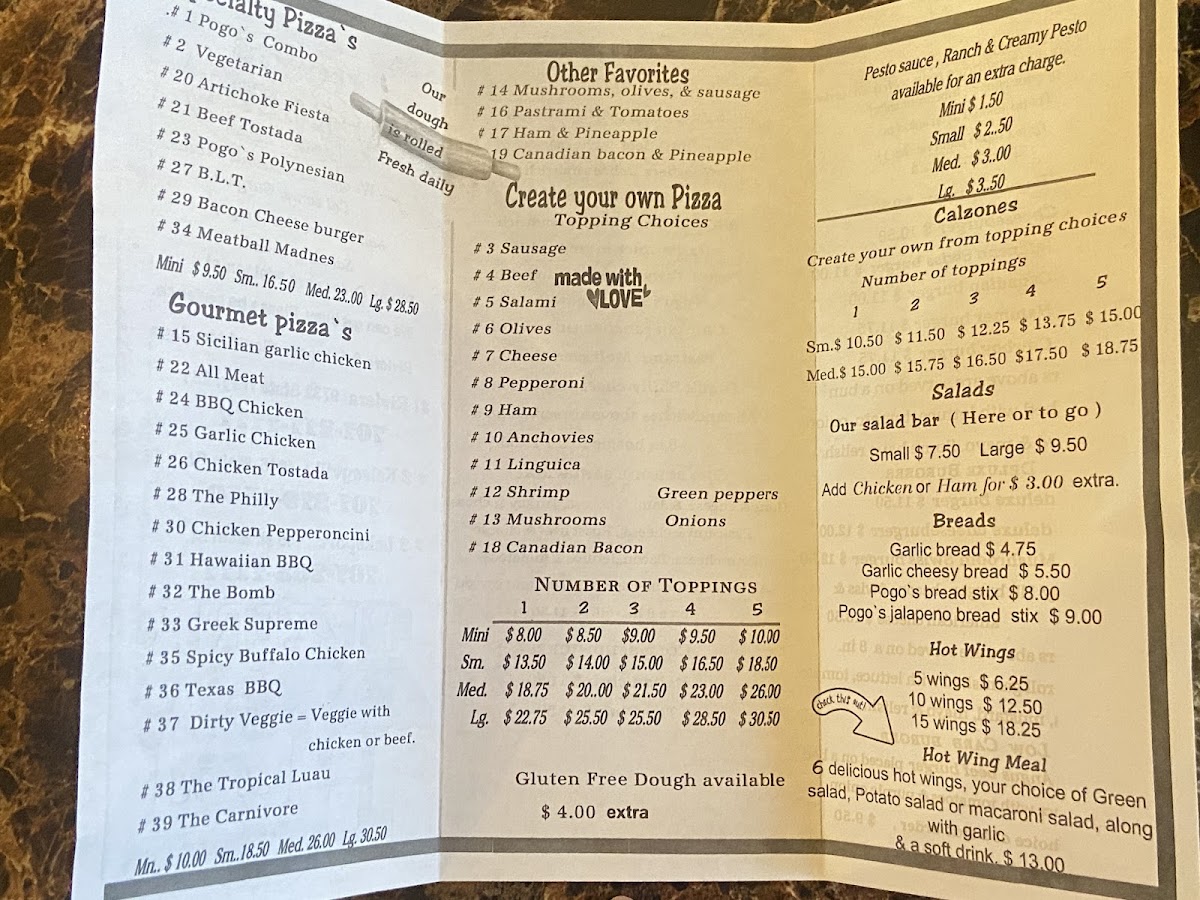 Specialty Pizza`s
.# 1 Pogo`s Combo
# 2 Vegetarian
# 20 Artichoke Fiesta
# 21 Beef Tostada
# 23 Pogo`s Polynesian
# 27 B.L.T.
# 29 Bacon Cheese burger
# 34 Meatball Madnes
Mini $ 9.50 Sm.. 16.50 Med. 23..00 Lg. $ 28.50
Our
dough
is rolled
Fresh daily
Gourmet pizza`s
# 15 Sicilian garlic chicken
# 22 All Meat
# 24 BBQ Chicken
# 25 Garlic Chicken
# 26 Chicken Tostada
# 28 The Philly
# 30 Chicken Pepperoncini
# 31 Hawaiian BBQ
# 32 The Bomb
# 33 Greek Supreme
# 35 Spicy Buffalo Chicken
# 36 Texas BBQ
# 37 Dirty Veggie = Veggie with
chicken or beef.
# 38 The Tropical Luau
# 39 The Carnivore
Mn.. $ 10.00 Sm..18.50 Med. 26.00 Lg. 30.50
Other Favorites
# 14 Mushrooms, olives, & sausage
# 16 Pastrami & Tomatoes
# 17 Ham & Pineapple
19 Canadian bacon & Pineapple
Create your own Pizza
Topping Choices
# 3 Sausage
# 4 Beef
# 5 Salami
made with
LOVE
# 6 Olives
# 7 Cheese
# 8 Pepperoni
# 9 Ham
# 10 Anchovies
# 11 Linguica
# 12 Shrimp Green peppers
# 13 Mushrooms Onions
# 18 Canadian Bacon
NUMBER OF TOPPINGS
1 2 3 4 5
Mini $ 8.00 $ 8.50 $9.00 $ 9.50 $ 10.00
Sm. $ 13.50 $ 14.00 $ 15.00 $ 16.50 $ 18.50
Med. $ 18.75 $ 20..00 $ 21.50 $ 23.00 $ 26.00
Lg. $ 22.75 $ 25.50 $ 25.50 $ 28.50 $ 30.50
Gluten Free Dough available
$ 4.00 extra
Pesto sauce , Ranch & Creamy Pesto
available for an extra charge.
Mini $ 1.50
Small $ 2..50
Med. $ 3..00
Lg. $ 3..50
Calzones
Create your own from topping choices
Number of toppings
1 2 3 4 5
Sm.$ 10.50 $ 11.50 $ 12.25 $ 13.75 $ 15.00
Med.$ 15.00 $ 15.75 $ 16.50 $17.50 $ 18.75
Salads
Our salad bar ( Here or to go )
Small $ 7.50 Large $ 9.50
Add Chicken or Ham for $ 3.00 extra.
Breads
Garlic bread $ 4.75
Garlic cheesy bread $ 5.50
Pogo`s bread stix $ 8.00
Pogo`s jalapeno bread stix $ 9.00
Hot Wings
5 wings $ 6.25
10 wings $ 12.50
15 wings $ 18.25
check this out!
Hot Wing Meal
6 delicious hot wings, your choice of Green
salad, Potato salad or macaroni salad, along
with garlic
& a soft drink. $ 13.00